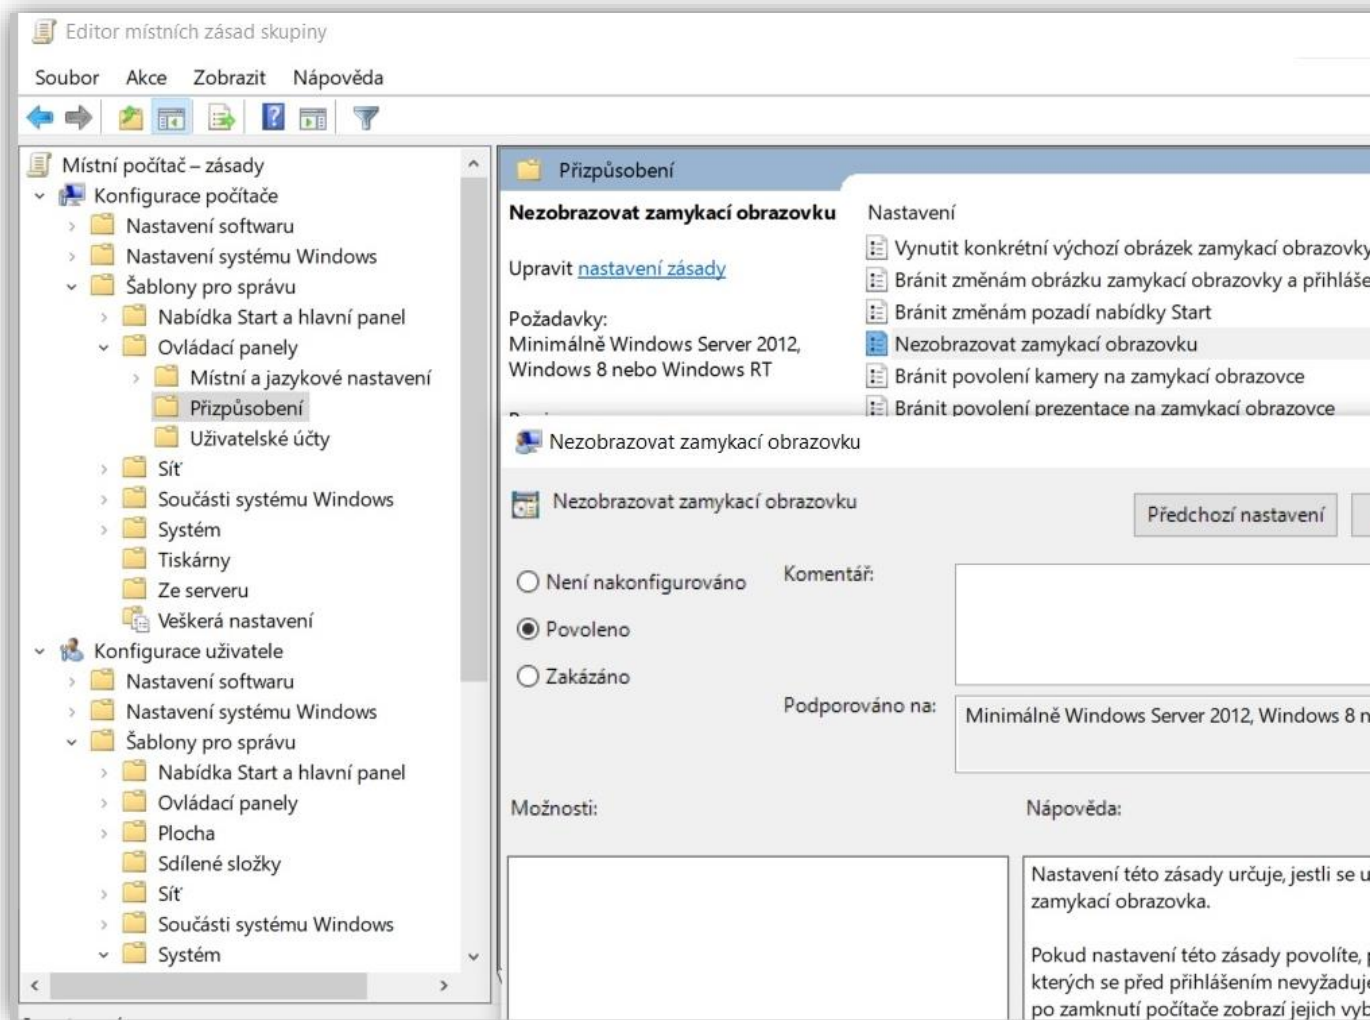 Editor místních zásad skupiny
Soubor Akce Zobrazit Nápověda
Místní počítač – zásady
Konfigurace počítače
Nastavení softwaru
Nastavení systému Windows
Šablony pro správu
Nabídka Start a hlavní panel
Ovládací panely
Místní a jazykové nastavení
Přizpůsobení
Uživatelské účty
Síť
Součásti systému Windows
Systém
Tiskárny
Ze serveru
Veškerá nastavení
Konfigurace uživatele
Nastavení softwaru
Nastavení systému Windows
Šablony pro správu
Nabídka Start a hlavní panel
Ovládací panely
Plocha
Sdílené složky
Síť
Součásti systému Windows
Systém
Přizpůsobení
Nezobrazovat zamykací obrazovku
Upravit nastavení zásady
Požadavky:
Minimálně Windows Server 2012,
Windows 8 nebo Windows RT
Nastavení
Vynutit konkrétní výchozí obrázek zamykací obrazovky
Bránit změnám obrázku zamykací obrazovky a přihláše
Bránit změnám pozadí nabídky Start
Nezobrazovat zamykací obrazovku
Bránit povolení kamery na zamykací obrazovce
Bránit povolení prezentace na zamykací obrazovce
Nezobrazovat zamykací obrazovku
Nezobrazovat zamykací obrazovku
Předchozí nastavení
Není nakonfigurováno
Povoleno
Zakázáno
Komentář:
Podporováno na:
Minimálně Windows Server 2012, Windows 8 n
Možnosti:
Nápověda:
Nastavení této zásady určuje, jestli se u
zamykací obrazovka.
Pokud nastavení této zásady povolíte, p
kterých se před přihlášením nevyžaduje
po zamknutí počítače zobrazí jejich vyb